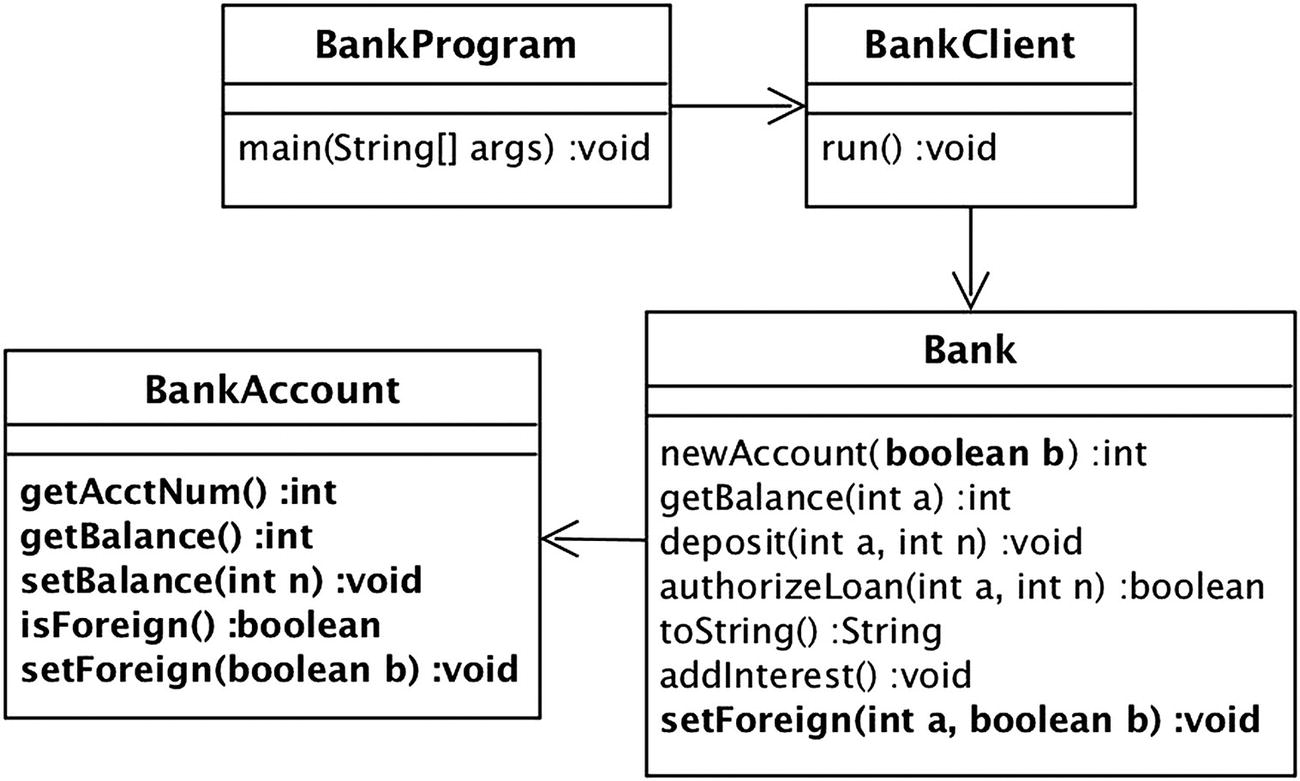 BankProgram
main(String[] args) :void
BankClient
run() :void
BankAccount
getAcctNum() :int
getBalance() :int
setBalance(int n) :void
isForeign() :boolean
setForeign(boolean b) :void
Bank
newAccount(boolean b) :int
getBalance(int a) :int
deposit(int a, int n) :void
authorizeLoan(int a, int n) :boolean
toString() :String
addInterest() :void
setForeign(int a, boolean b) :void